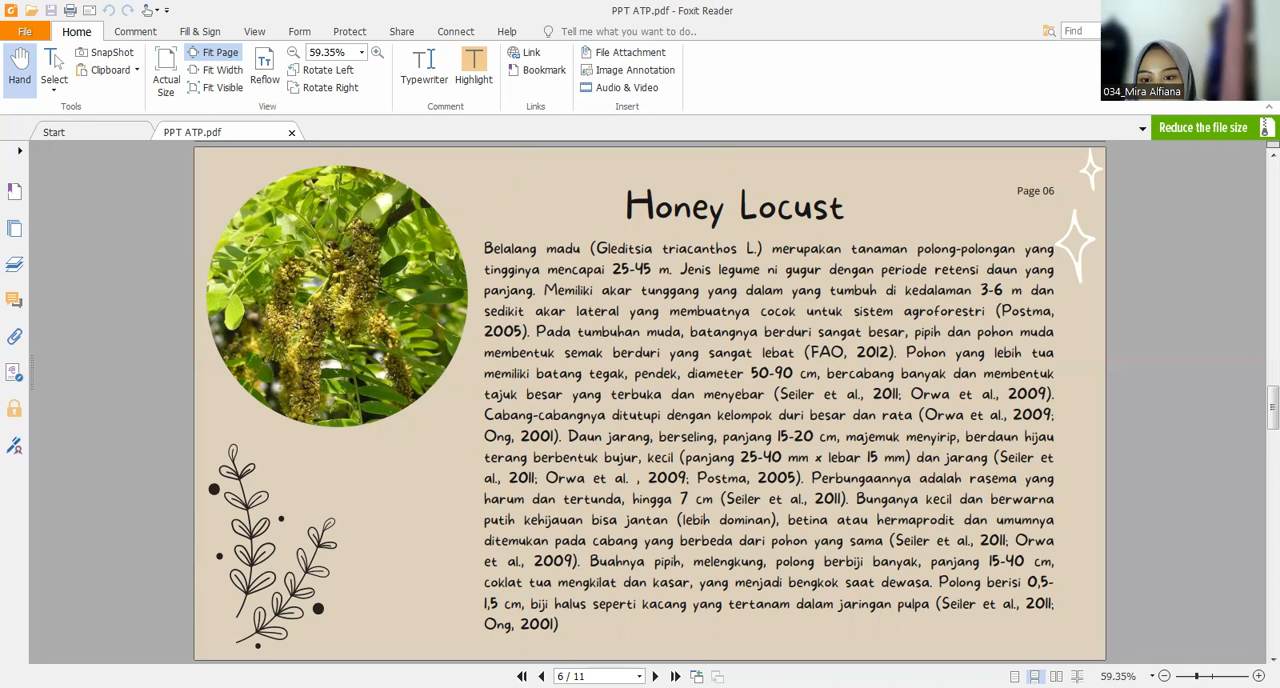 PPT ATP.pdf - Foxit Reader
File Home Comment View Form Protect Share Connect Help Tell me what you want to do..
Find
Hand
Select
SnapShot
Clipboard
Actual Size
Fit Page
Fit Width
Fit Visible
Reflow
59.35%
Rotate Left
Rotate Right
Typewriter
Highlight
Link
Bookmark
File Attachment
Image Annotation
Audio & Video
Tools View Comment Links Insert
034_Mira Alfiana
Start
PPT ATP.pdf
Reduce the file size
Page 06
Honey Locust
Belalang madu (Gleditsia triacanthos L.) merupakan tanaman polong-polongan yang
tingginya mencapai 25-45 m. Jenis legume ni gugur dengan periode retensi daun yang
panjang. Memiliki akar tunggang yang dalam yang tumbuh di kedalaman 3-6 m dan
sedikit akar lateral yang membuatnya cocok untuk sistem agroforestri (Postma,
2005). Pada tumbuhan muda, batangnya berduri sangat besar, pipih dan pohon muda
membentuk semak berduri yang sangat lebat (FAO, 2012). Pohon yang lebih tua
memiliki batang tegak, pendek, diameter 50-90 cm, bercabang banyak dan membentuk
tajuk besar yang terbuka dan menyebar (Seiler et al., 2011; Orwa et al., 2009).
Cabang-cabangnya ditutupi dengan kelompok duri besar dan rata (Orwa et al., 2009;
Ong, 2001). Daun jarang, berseling, panjang 15-20 cm, majemuk menyirip, berdaun hijau
terang berbentuk bujur, kecil (panjang 25-40 mm x lebar 15 mm) dan jarang (Seiler et
al., 2011; Orwa et al. , 2009; Postma, 2005). Perbungaannya adalah rasema yang
harum dan tertunda, hingga 7 cm (Seiler et al., 2011). Bunganya kecil dan berwarna
putih kehijauan bisa jantan (lebih dominan), betina atau hermaprodit dan umumnya
ditemukan pada cabang yang berbeda dari pohon yang sama (Seiler et al., 2011; Orwa
et al., 2009). Buahnya pipih, melengkung, polong berbiji banyak, panjang 15-40 cm,
coklat tua mengkilat dan kasar, yang menjadi bengkok saat dewasa. Polong berisi 0,5-
1,5 cm, biji halus seperti kacang yang tertanam dalam jaringan pulpa (Seiler et al., 2011;
Ong, 2001)
6 / 11
59.35%